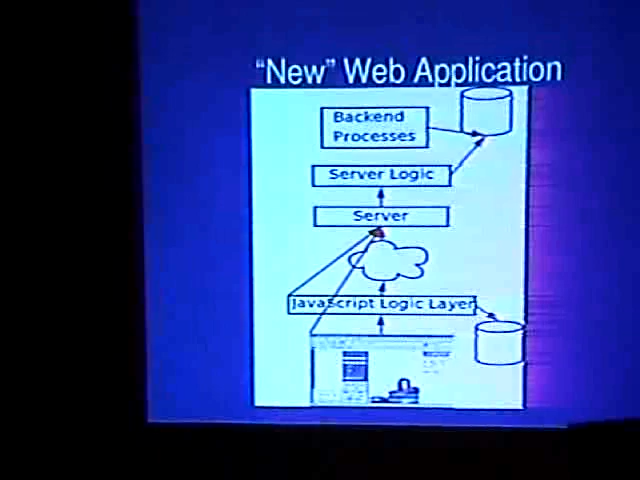 “New” Web Application
Backend
Processes
Server Logic
Server
JavaScript Logic Layer